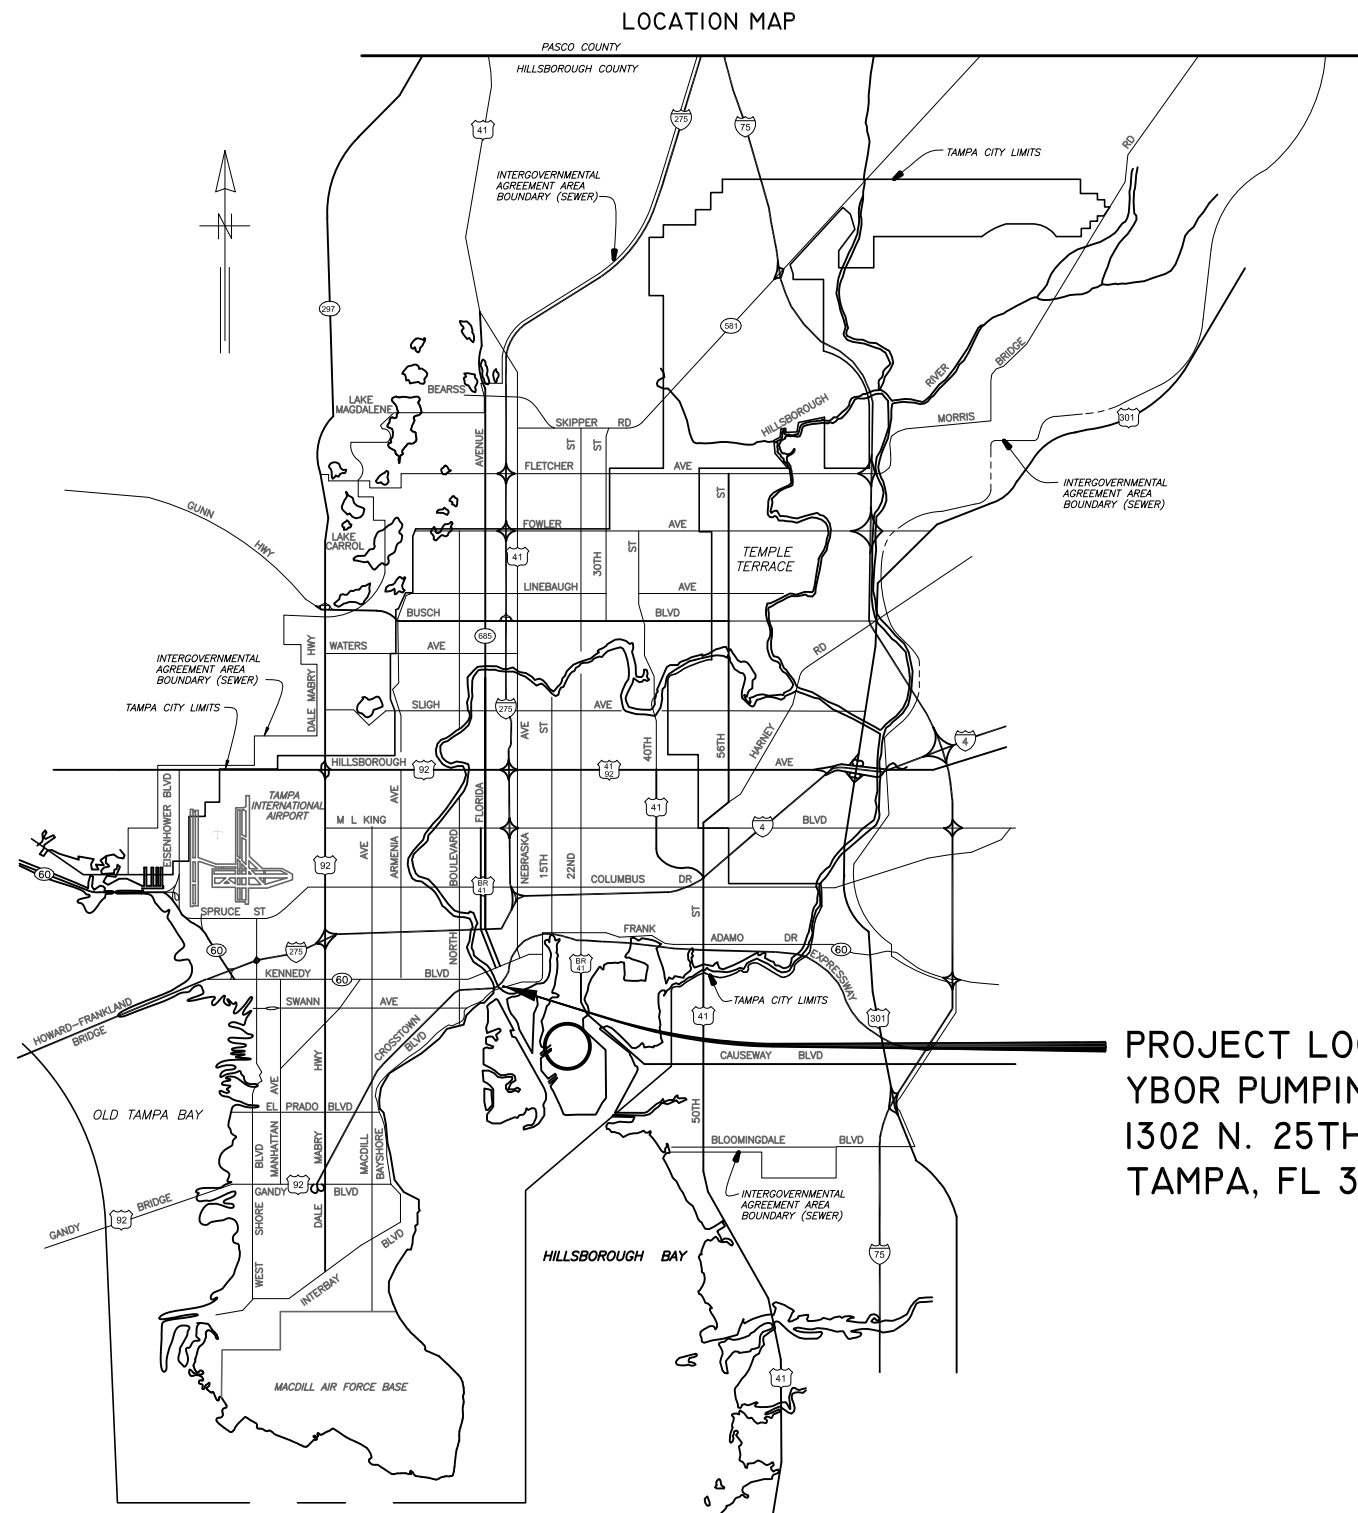 LOCATION MAP
PASCO COUNTY
HILLSBOROUGH COUNTY
41
275
75
TAMPA CITY LIMITS
RD
INTERGOVERNMENTAL
AGREEMENT AREA
BOUNDARY (SEWER)
N
297
581
BRIDGE
RIVER
HILLSBOROUGH
MORRIS
301
BEARSS
LAKE
MAGDALENE
SKIPPER RD
AVENUE
ST
ST
FLETCHER AVE
ST
INTERGOVERNMENTAL
AGREEMENT AREA
BOUNDARY (SEWER)
GUNN
HWY
LAKE
CARROL
FOWLER AVE
41
30TH
ST
TEMPLE
TERRACE
LINEBAUGH AVE
BUSCH BLVD
685
HWY
WATERS AVE
RD
INTERGOVERNMENTAL
AGREEMENT AREA
BOUNDARY (SEWER)
DALE MABRY
TAMPA CITY LIMITS
SLIGH AVE
275
AVE
ST
40TH
56TH
HARNEY
4
HILLSBOROUGH
92
41
92
AVE
EISENHOWER BLVD
TAMPA
INTERNATIONAL
AIRPORT
AVE
FLORIDA
41
M L KING
4
BLVD
AVE
ARMENIA
BOULEVARD
NEBRASKA
15TH
22ND
92
60
BR
41
COLUMBUS DR
SPRUCE ST
ST
FRANK
ADAMO DR
60
275
60
NORTH
BR
41
EXPRESSWAY
KENNEDY
60
BLVD
SWANN AVE
TAMPA CITY LIMITS
HOWARD-FRANKLAND
BRIDGE
CROSSTOWN
BLVD
41
301
HWY
AVE
CAUSEWAY BLVD
PROJECT LO
YBOR PUMPIN
1302 N. 25TH
TAMPA, FL 3
OLD TAMPA BAY
EL PRADO BLVD
50TH
BLVD
MANHATTAN
MABRY
MACDILL
BAYSHORE
BLOOMINGDALE BLVD
92
GANDY BLVD
INTERGOVERNMENTAL
AGREEMENT AREA
BOUNDARY (SEWER)
GANDY
92
BRIDGE
SHORE
DALE
BLVD
HILLSBOROUGH BAY
75
WEST
INTERBAY
MACDILL AIR FORCE BASE
41